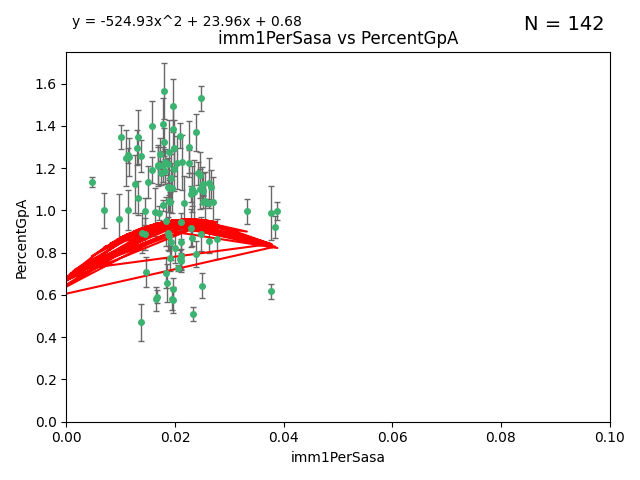 y = -524.93x^2 + 23.96x + 0.68
N = 142
imm1PerSasa vs PercentGpA
PercentGpA
1.6
1.4
1.2
1.0
0.8
0.6
0.4
0.2
0.0
0.00 0.02 0.04 0.06 0.08 0.10
imm1PerSasa